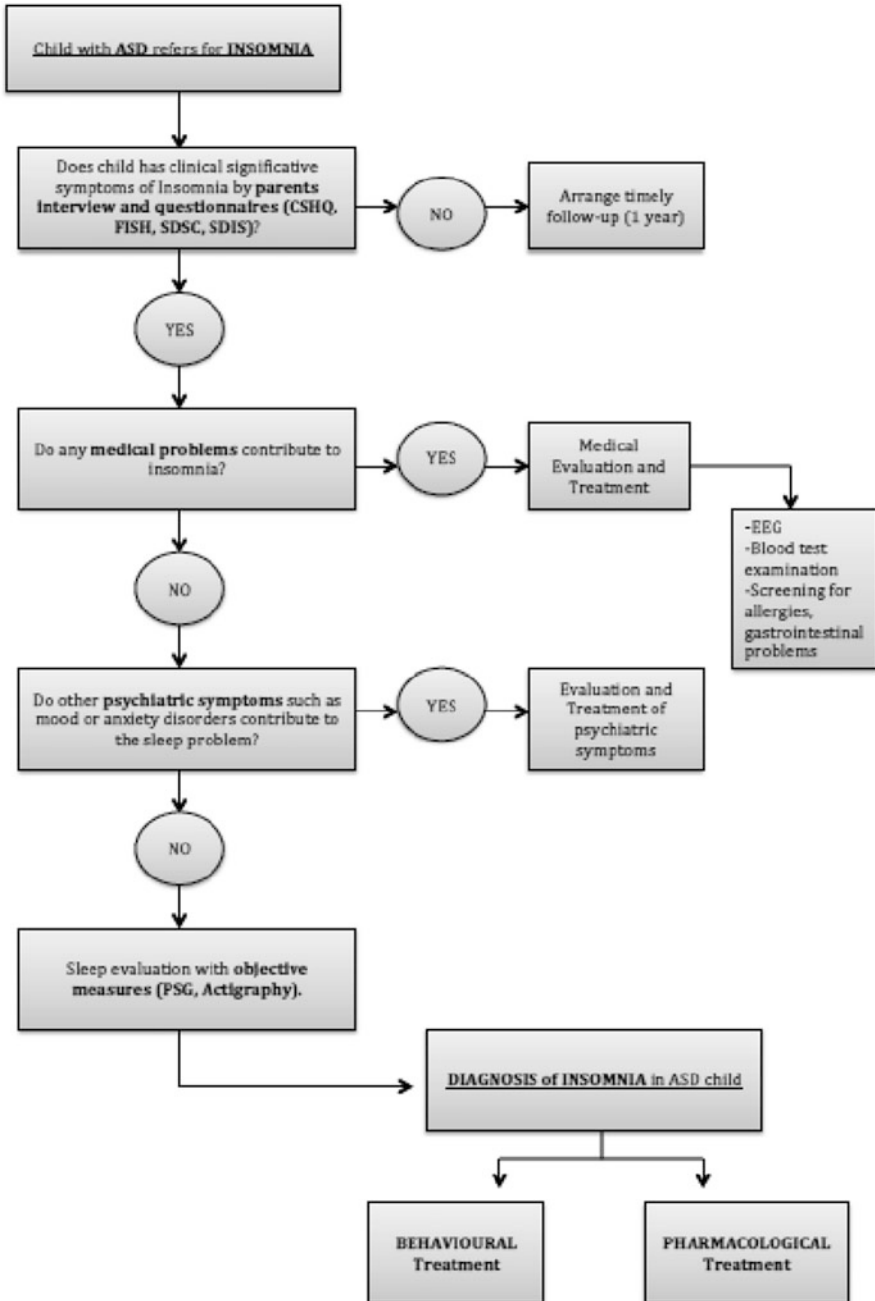 Child with ASD refers for INSOMNIA
Does child has clinical significative
symptoms of Insomnia by parents
interview and questionnaires (CSHQ,
FISH, SDSC, SDIS)?
NO
Arrange timely
follow-up (1 year)
YES
Do any medical problems contribute to
insomnia?
YES
Medical
Evaluation and
Treatment
-EEG
-Blood test
examination
-Screening for
allergies,
gastrointestinal
problems
NO
Do other psychiatric symptoms such as
mood or anxiety disorders contribute to
the sleep problem?
YES
Evaluation and
Treatment of
psychiatric
symptoms
NO
Sleep evaluation with objective
measures (PSG, Actigraphy).
DIAGNOSIS of INSOMNIA in ASD child
BEHAVIOURAL
Treatment
PHARMACOLOGICAL
Treatment